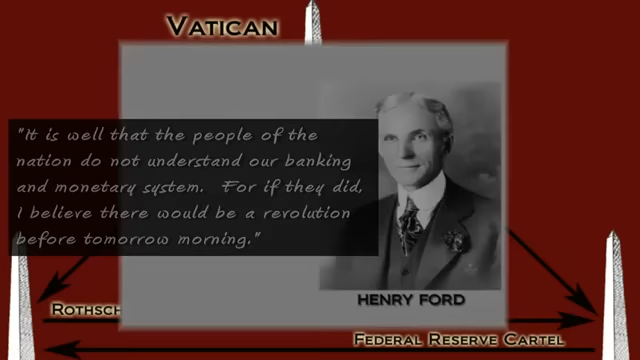 VATICAN
"It is well that the people of the
nation do not understand our banking
and monetary system. For if they did,
I believe there would be a revolution
before tomorrow morning."
HENRY FORD
ROTHSCH
FEDERAL RESERVE CARTEL